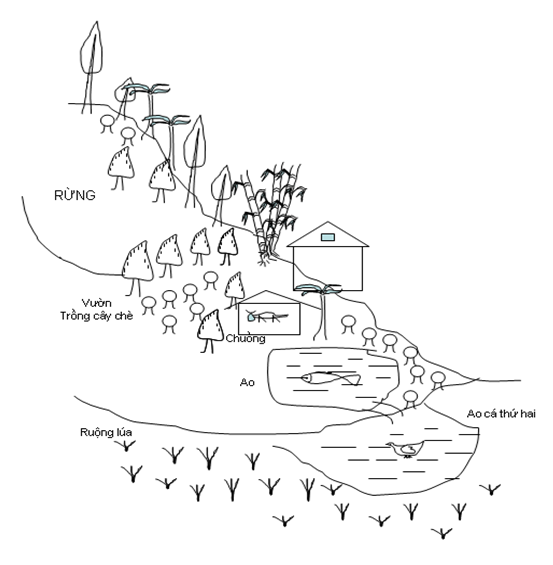 RỪNG
Vườn
Trồng cây chè
Chuồng
Ao
Ao cá thứ hai
Ruộng lúa